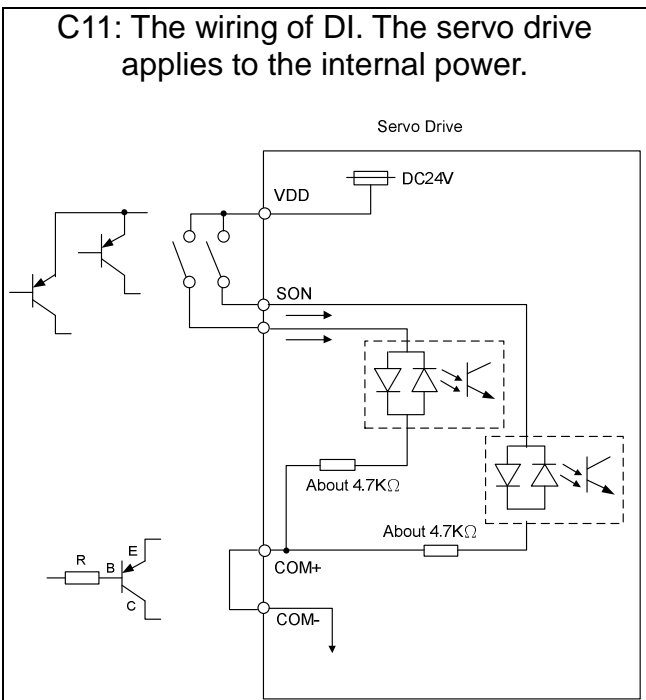 C11: The wiring of DI. The servo drive
applies to the internal power.
Servo Drive
DC24V
VDD
SON
About 4.7KΩ
About 4.7KΩ
COM+
COM-
R
B
E
C